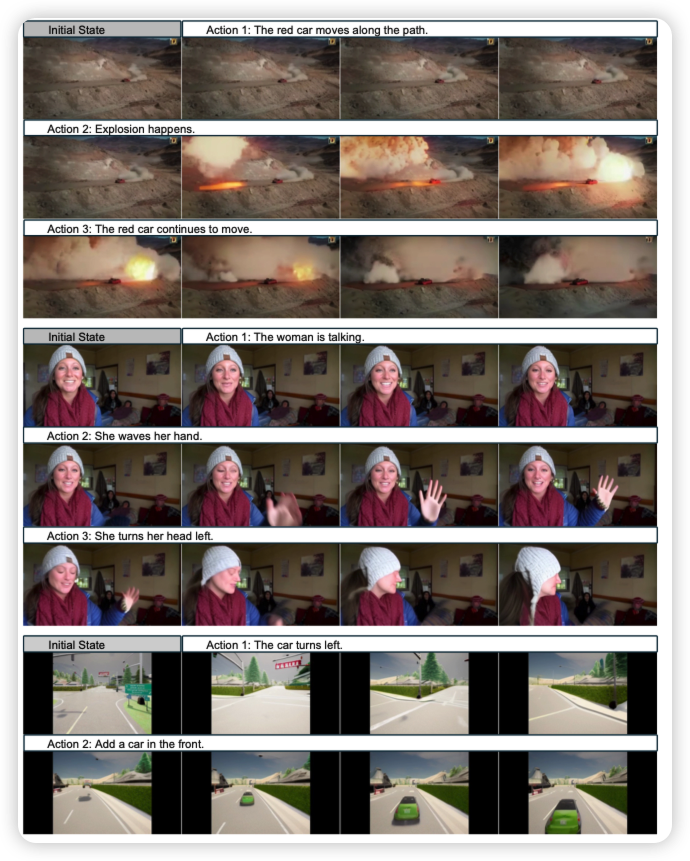 Initial State
Action 1: The red car moves along the path.
Action 2: Explosion happens.
Action 3: The red car continues to move.
Initial State
Action 1: The woman is talking.
Action 2: She waves her hand.
Action 3: She turns her head left.
Initial State
Action 1: The car turns left.
Action 2: Add a car in the front.